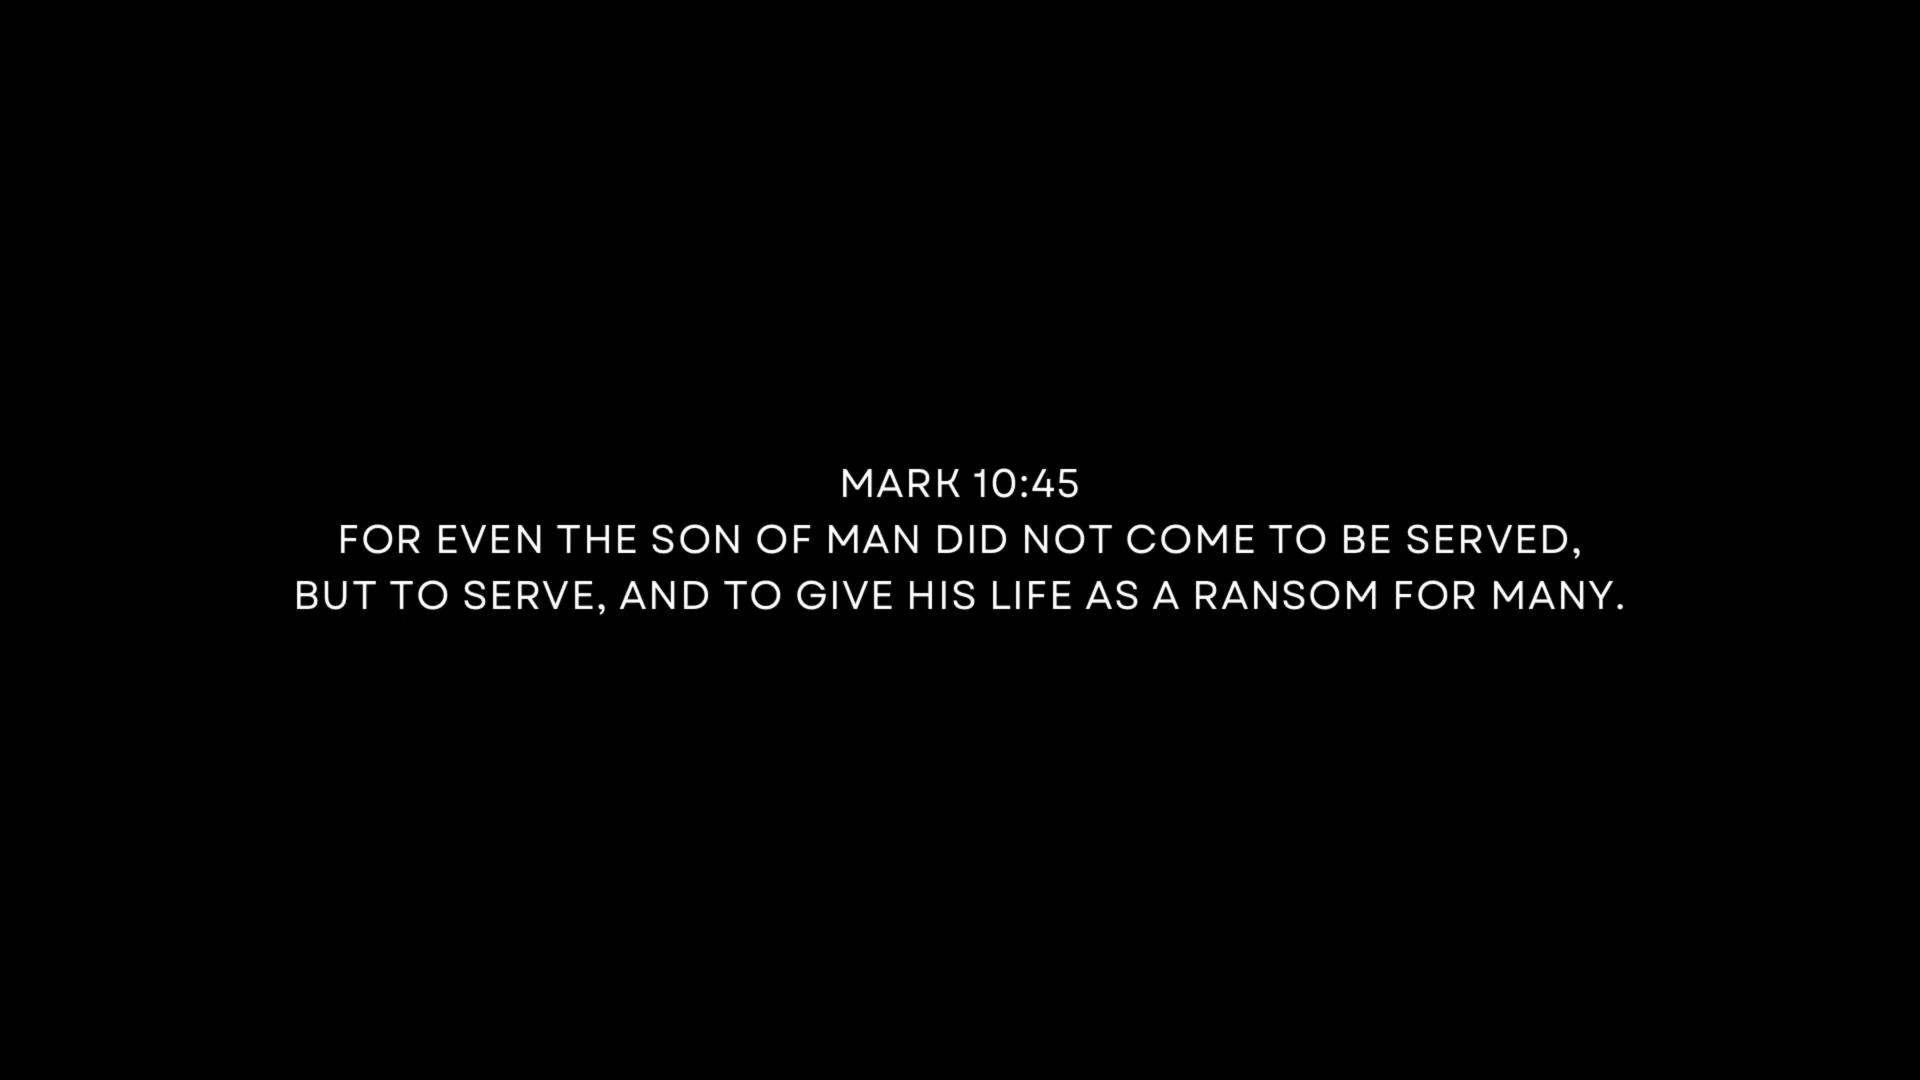 MARK 10:45
FOR EVEN THE SON OF MAN DID NOT COME TO BE SERVED,
BUT TO SERVE, AND TO GIVE HIS LIFE AS A RANSOM FOR MANY.